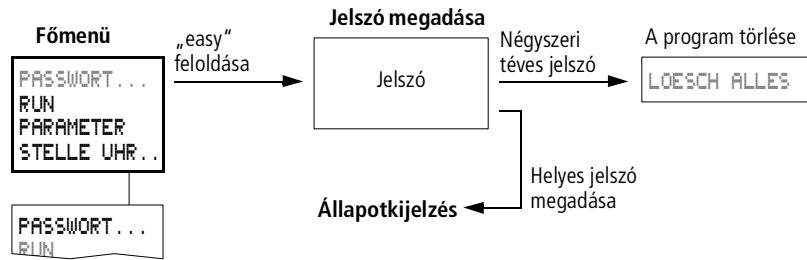 Főmenü
PASSWORT...
RUN
PARAMETER
STELLE UHR..
PASSWORT...
RUN
„easy“
feloldása
Jelszó megadása
Jelszó
Négyszeri
téves jelszó
A program törlése
LOESCH ALLES
Helyes jelszó
megadása
Állapotkijelzés